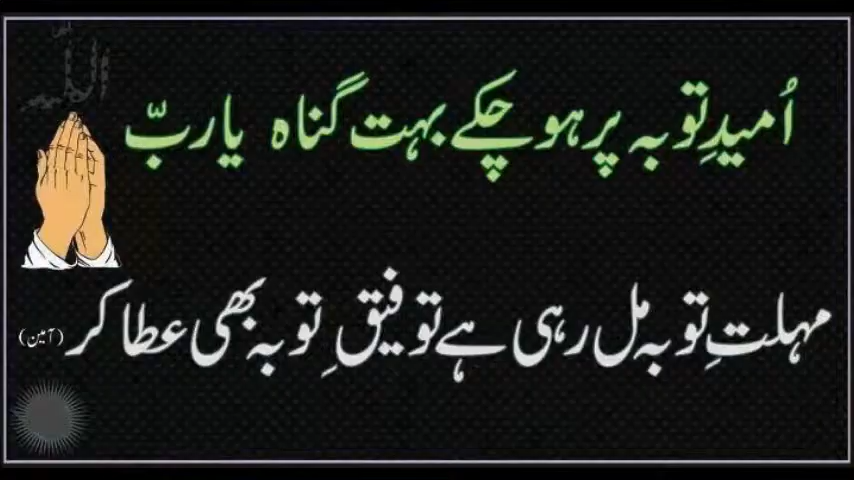 اُمیدِ توبہ پر ہو چکے بہت گناہ یا ربّ
مہلتِ توبہ مل رہی ہے توفیقِ توبہ بھی عطا کر (آمین)